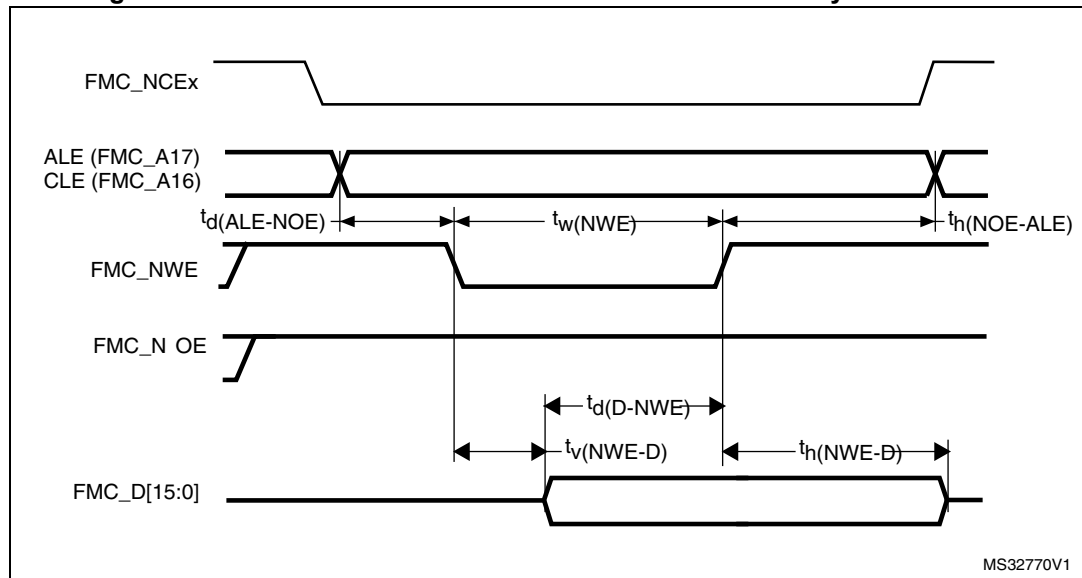 FMC_NCEx
ALE (FMC_A17)
CLE (FMC_A16)
td(ALE-NOE)
tw(NWE)
th(NOE-ALE)
FMC_NWE
FMC_N OE
td(D-NWE)
tv(NWE-D)
th(NWE-D)
FMC_D[15:0]
MS32770V1